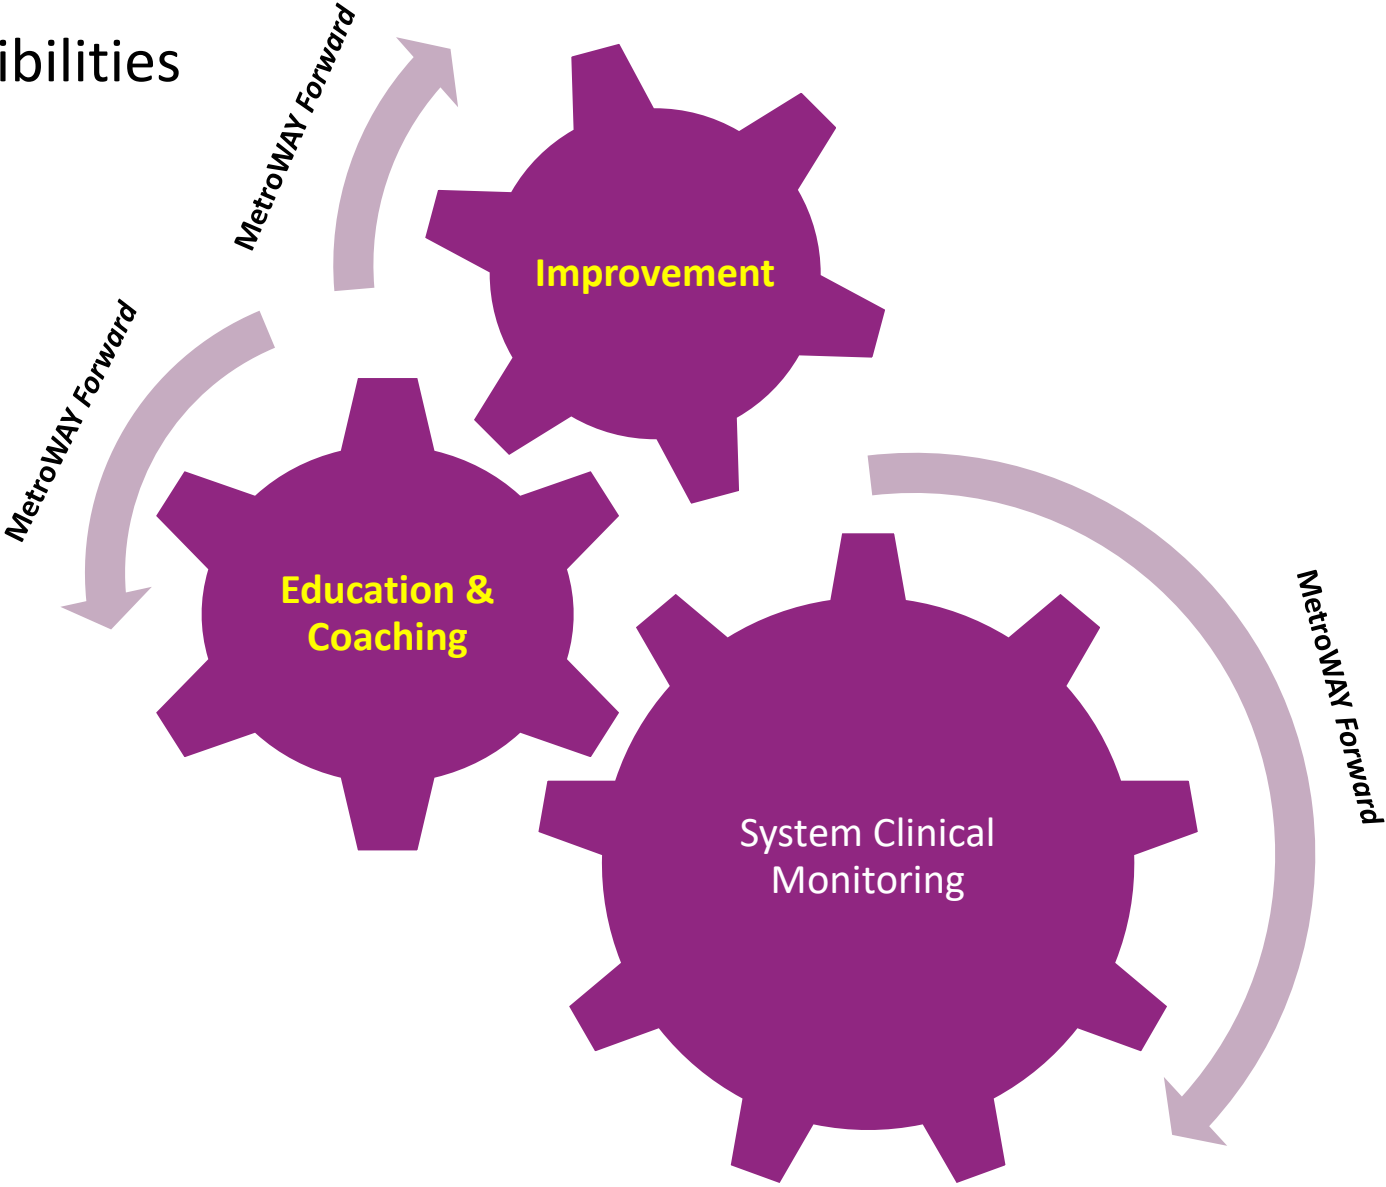 ibilities
MetroWAY Forward
Improvement
MetroWAY Forward
Education &
Coaching
MetroWAY Forward
System Clinical
Monitoring